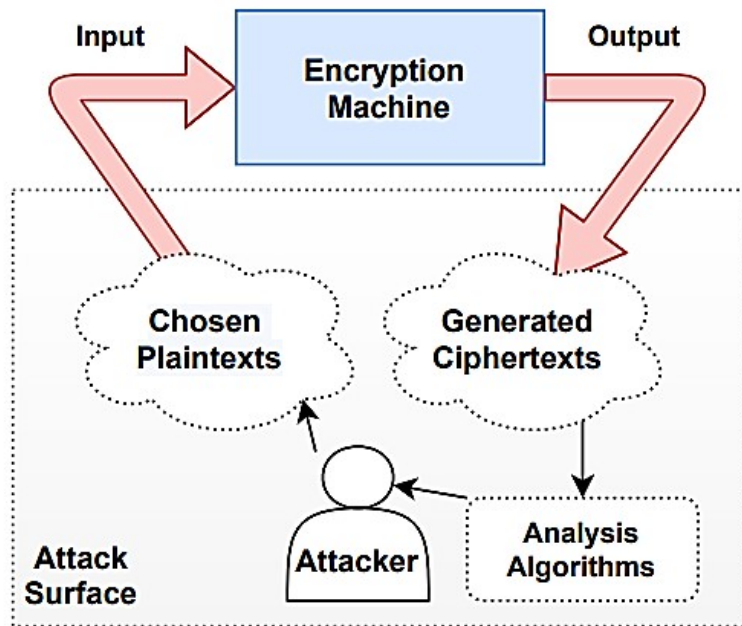 Input
Encryption
Machine
Output
Chosen
Plaintexts
Generated
Ciphertexts
Attacker
Analysis
Algorithms
Attack
Surface